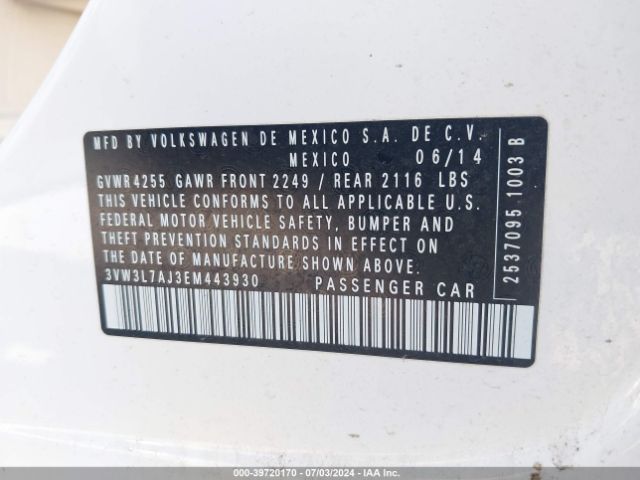 MFD BY VOLKSWAGEN DE MEXICO S.A. DE C.V.
MEXICO 06/14
GVWR 4255 GAWR FRONT 2249 / REAR 2116 LBS
THIS VEHICLE CONFORMS TO ALL APPLICABLE U.S.
FEDERAL MOTOR VEHICLE SAFETY, BUMPER AND
THEFT PREVENTION STANDARDS IN EFFECT ON
THE DATE OF MANUFACTURE SHOWN ABOVE.
3VW3L7AJ3EM443930 PASSENGER CAR
2537095 1003 B
000-39720170 - 07/03/2024 - IAA Inc.